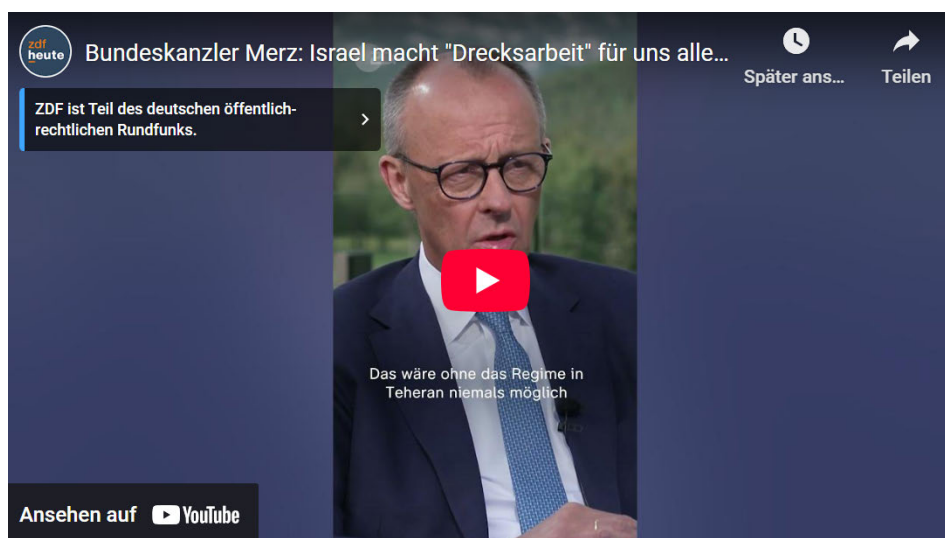 zdf
heute
Bundeskanzler Merz: Israel macht "Drecksarbeit" für uns alle...
Später ans...
Teilen
ZDF ist Teil des deutschen öffentlich-
rechtlichen Rundfunks.
Das wäre ohne das Regime in
Teheran niemals möglich
Ansehen auf YouTube